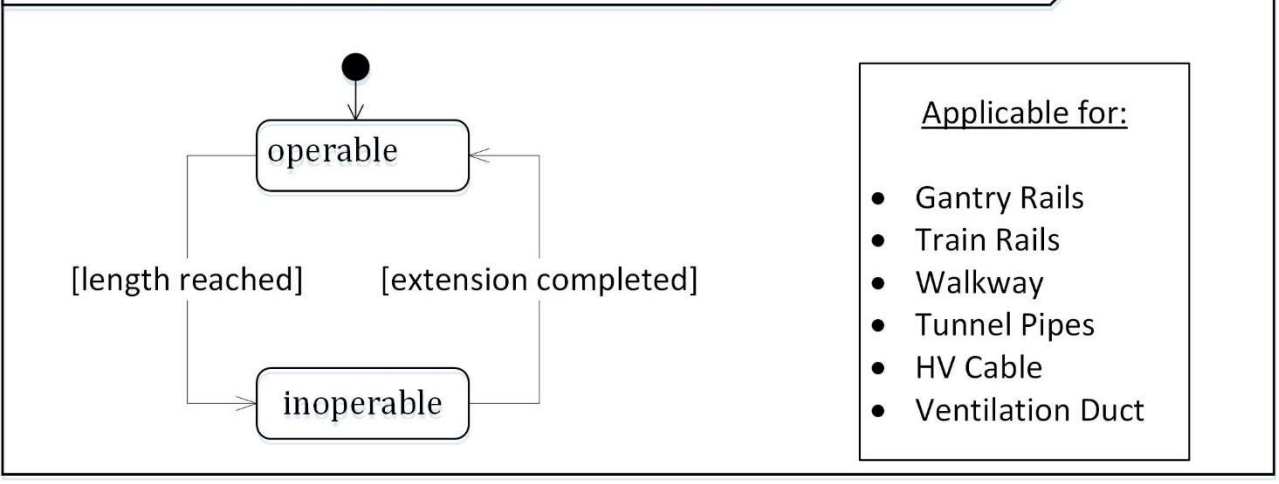 operable
[length reached]
[extension completed]
inoperable
Applicable for:
• Gantry Rails
• Train Rails
• Walkway
• Tunnel Pipes
• HV Cable
• Ventilation Duct